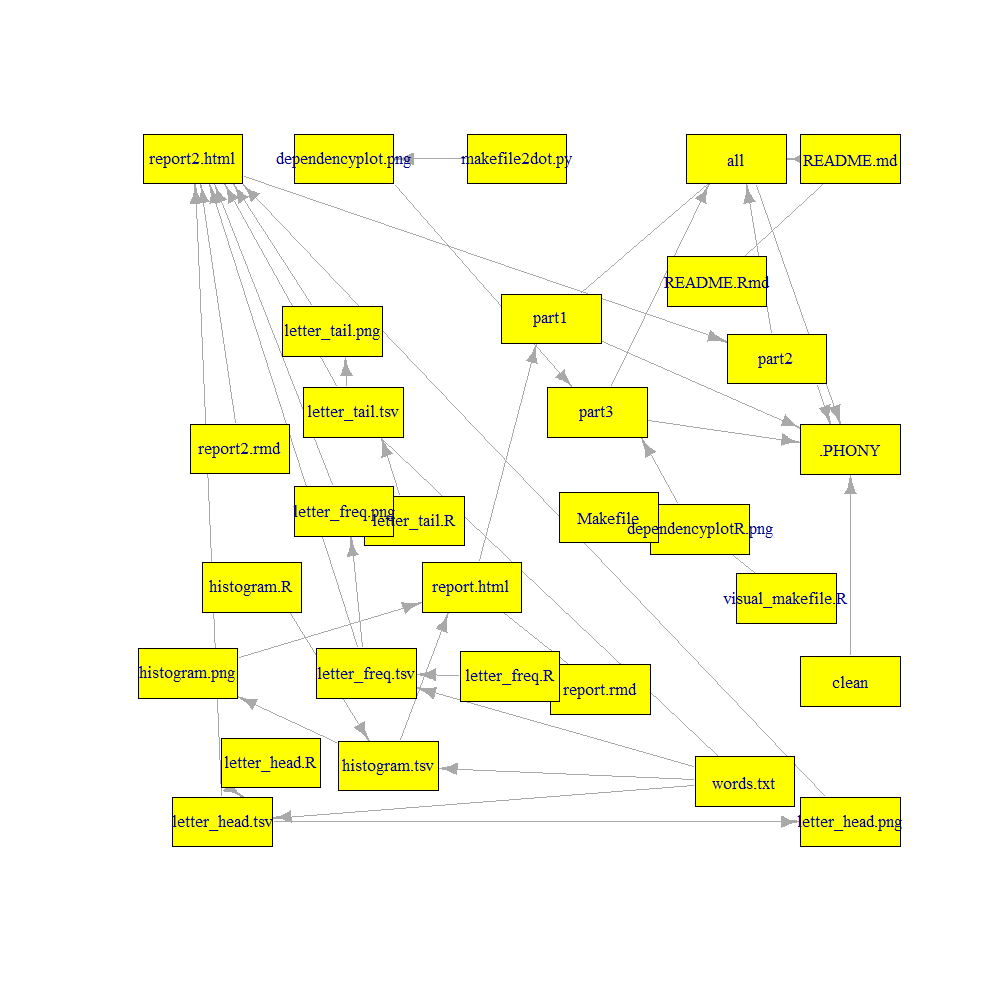 report2.html
dependencyplot.png
makefile2dot.py
all
README.md
README.Rmd
part1
letter_tail.png
part2
letter_tail.tsv
part3
report2.rmd
.PHONY
letter_freq.png
letter_tail.R
Makefile
dependencyplotR.png
histogram.R
report.html
visual_makefile.R
histogram.png
letter_freq.tsv
letter_freq.R
report.rmd
clean
letter_head.R
histogram.tsv
words.txt
letter_head.tsv
letter_head.png